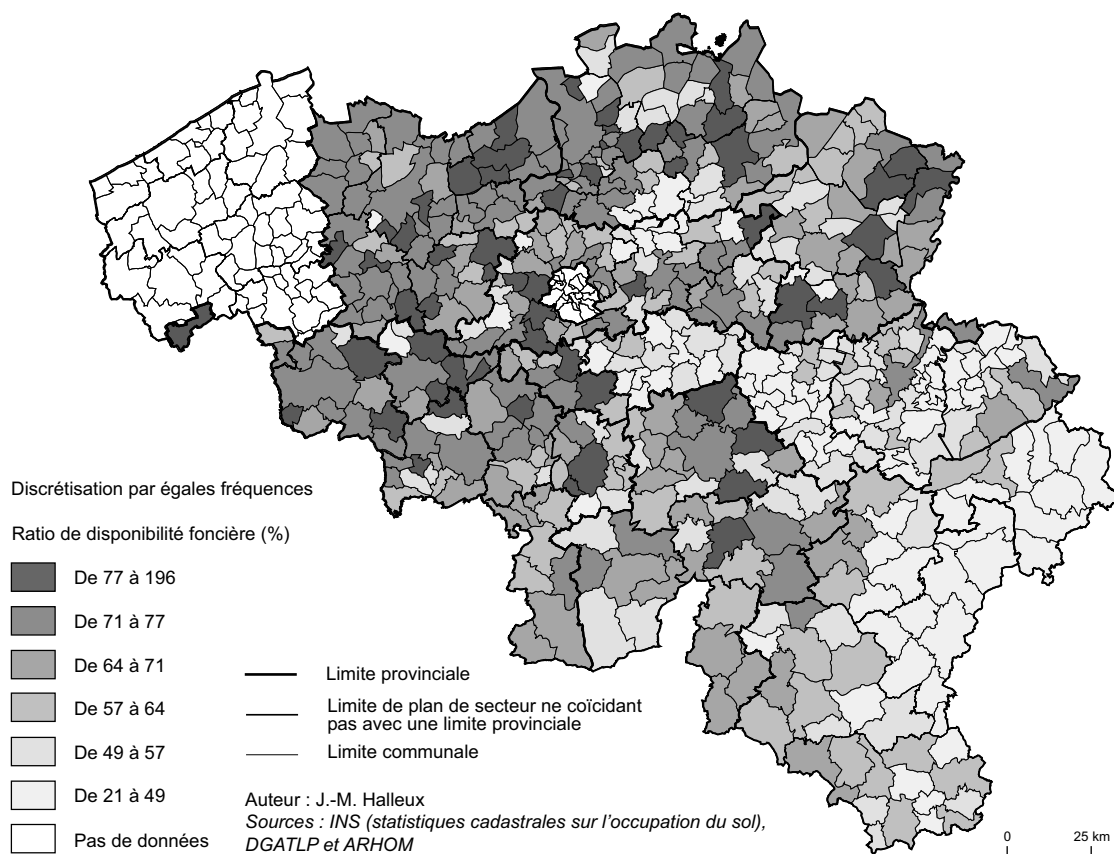 Discrétisation par égales fréquences
Ratio de disponibilité foncière (%)
De 77 à 196
De 71 à 77
De 64 à 71
De 57 à 64
De 49 à 57
De 21 à 49
Pas de données
Limite provinciale
Limite de plan de secteur ne coïcidant
pas avec une limite provinciale
Limite communale
Auteur : J.-M. Halleux
Sources : INS (statistiques cadastrales sur l'occupation du sol),
DGATLP et ARHOM
0 25 km